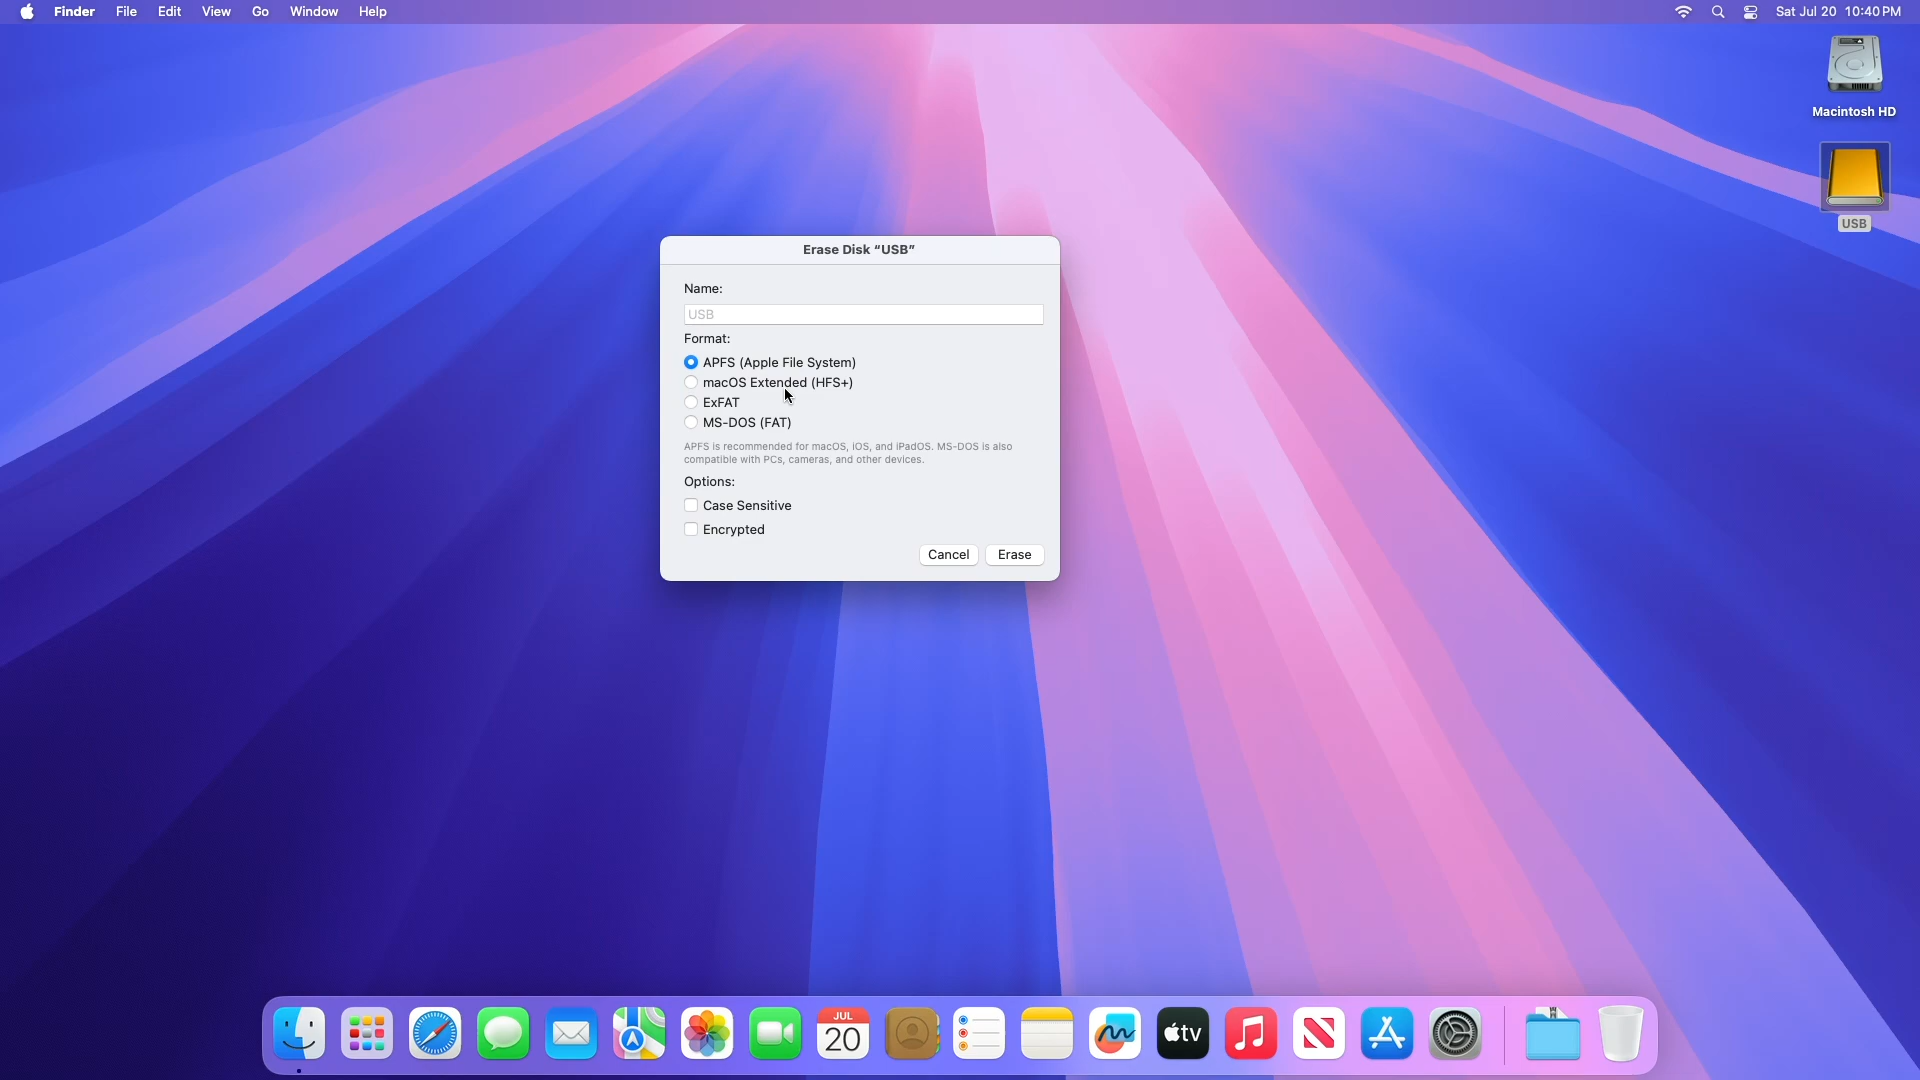 Finder File Edit View Go Window Help Sat Jul 20 10:40 PM
Macintosh HD
USB
Erase Disk “USB”
Name:
USB
Format:
APFS (Apple File System)
macOS Extended (HFS+)
ExFAT
MS-DOS (FAT)
APFS is recommended for macOS, iOS, and iPadOS. MS-DOS is also
compatible with PCs, cameras, and other devices.
Options:
Case Sensitive
Encrypted
Cancel Erase
JUL
20
tv